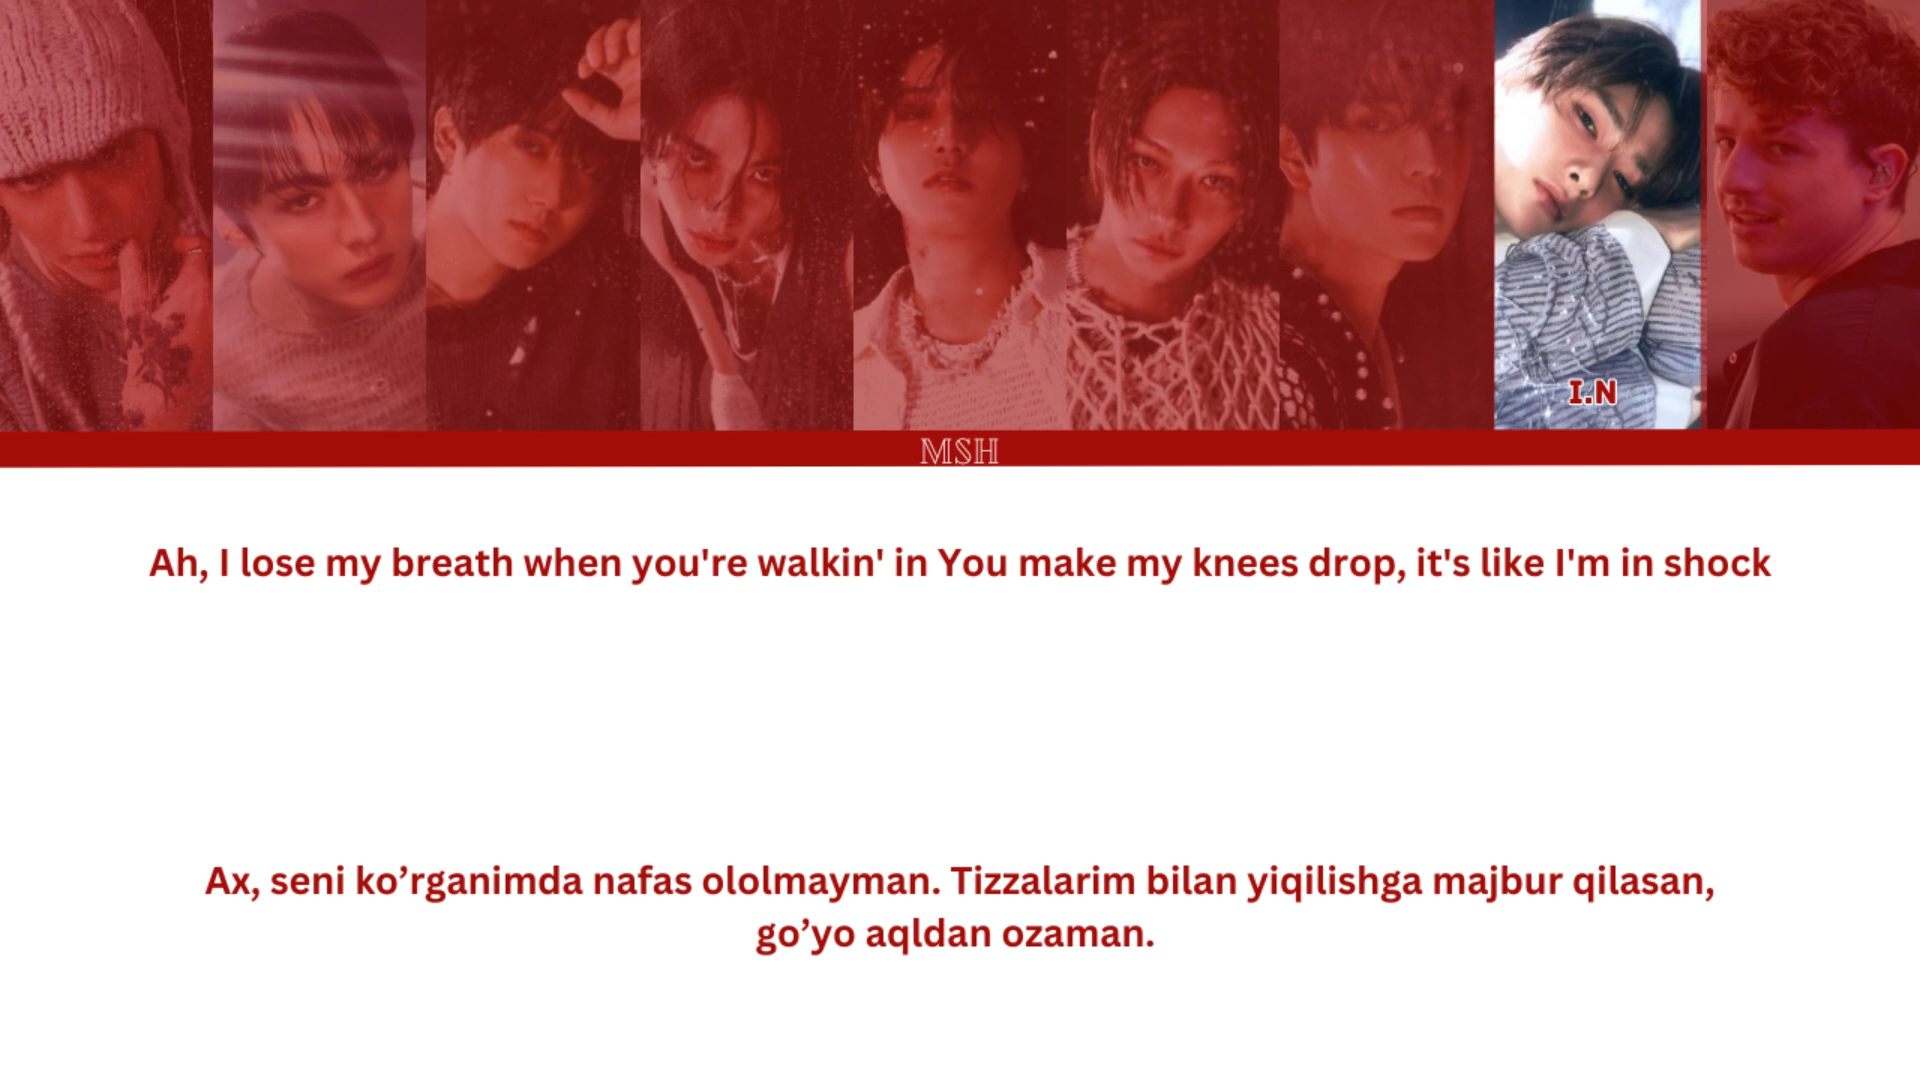 I.N
MSH
Ah, I lose my breath when you're walkin' in You make my knees drop, it's like I'm in shock
Ax, seni ko’rganimda nafas ololmayman. Tizzalarim bilan yiqilishga majbur qilasan,
go’yo aqldan ozaman.